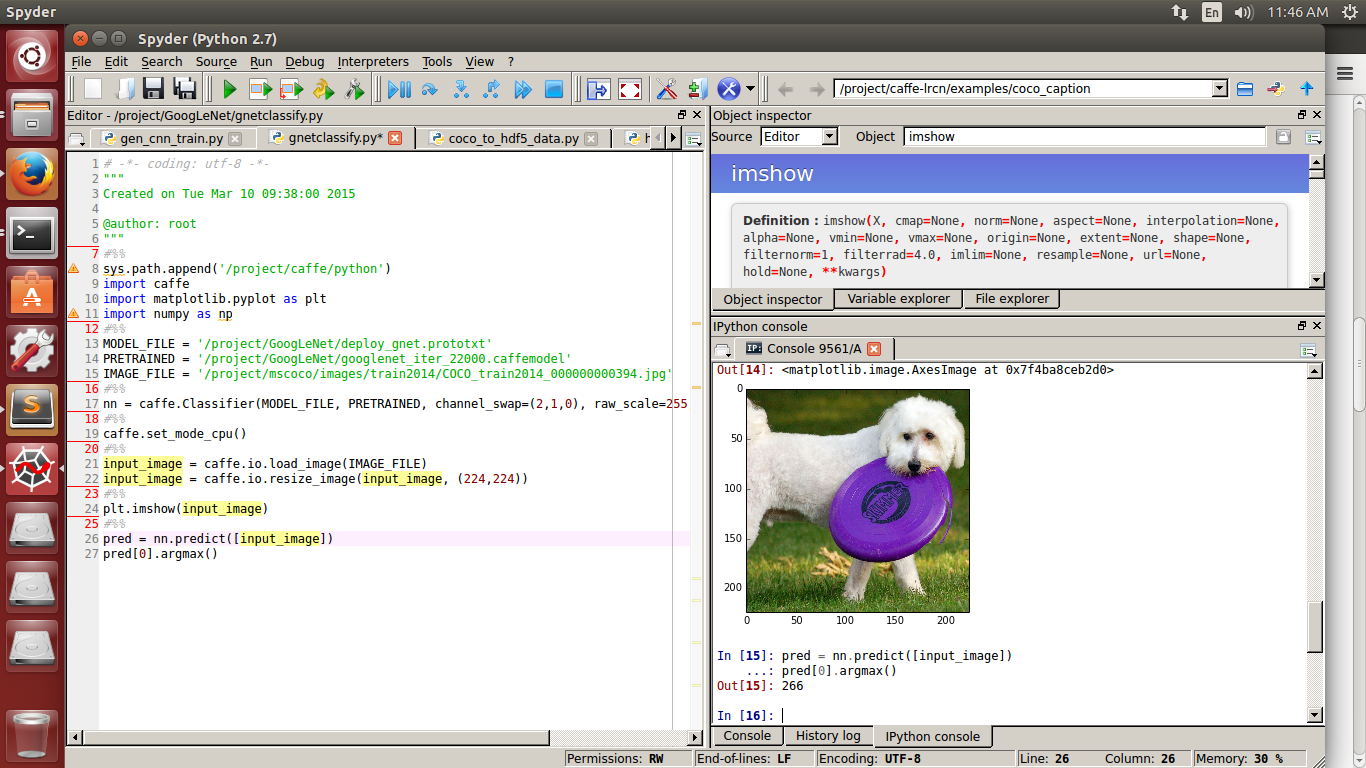 Spyder
En
11:46 AM
Spyder (Python 2.7)
File Edit Search Source Run Debug Interpreters Tools View ?
/project/caffe-lrcn/examples/coco_caption
Editor - /project/GoogLeNet/gnetclassify.py
gen_cnn_train.py
gnetclassify.py*
coco_to_hdf5_data.py
1 # -*- coding: utf-8 -*-
2 """
3 Created on Tue Mar 10 09:38:00 2015
4
5 @author: root
6 """
7 #%%
8 sys.path.append('/project/caffe/python')
9 import caffe
10 import matplotlib.pyplot as plt
11 import numpy as np
12 #%%
13 MODEL_FILE = '/project/GoogLeNet/deploy_gnet.prototxt'
14 PRETRAINED = '/project/GoogLeNet/googlenet_iter_22000.caffemodel'
15 IMAGE_FILE = '/project/mscoco/images/train2014/COCO_train2014_000000000394.jpg'
16 #%%
17 nn = caffe.Classifier(MODEL_FILE, PRETRAINED, channel_swap=(2,1,0), raw_scale=255
18 #%%
19 caffe.set_mode_cpu()
20 #%%
21 input_image = caffe.io.load_image(IMAGE_FILE)
22 input_image = caffe.io.resize_image(input_image, (224,224))
23 #%%
24 plt.imshow(input_image)
25 #%%
26 pred = nn.predict([input_image])
27 pred[0].argmax()
Object inspector
Source Editor Object imshow
imshow
Definition : imshow(X, cmap=None, norm=None, aspect=None, interpolation=None,
alpha=None, vmin=None, vmax=None, origin=None, extent=None, shape=None,
filternorm=1, filterrad=4.0, imlim=None, resample=None, url=None,
hold=None, **kwargs)
Object inspector Variable explorer File explorer
IPython console
IP: Console 9561/A
Out[14]: <matplotlib.image.AxesImage at 0x7f4ba8ceb2d0>
0
50
100
150
200
0 50 100 150 200
In [15]: pred = nn.predict([input_image])
...: pred[0].argmax()
Out[15]: 266
In [16]:
Console History log IPython console
Permissions: RW End-of-lines: LF Encoding: UTF-8 Line: 26 Column: 26 Memory: 30 %